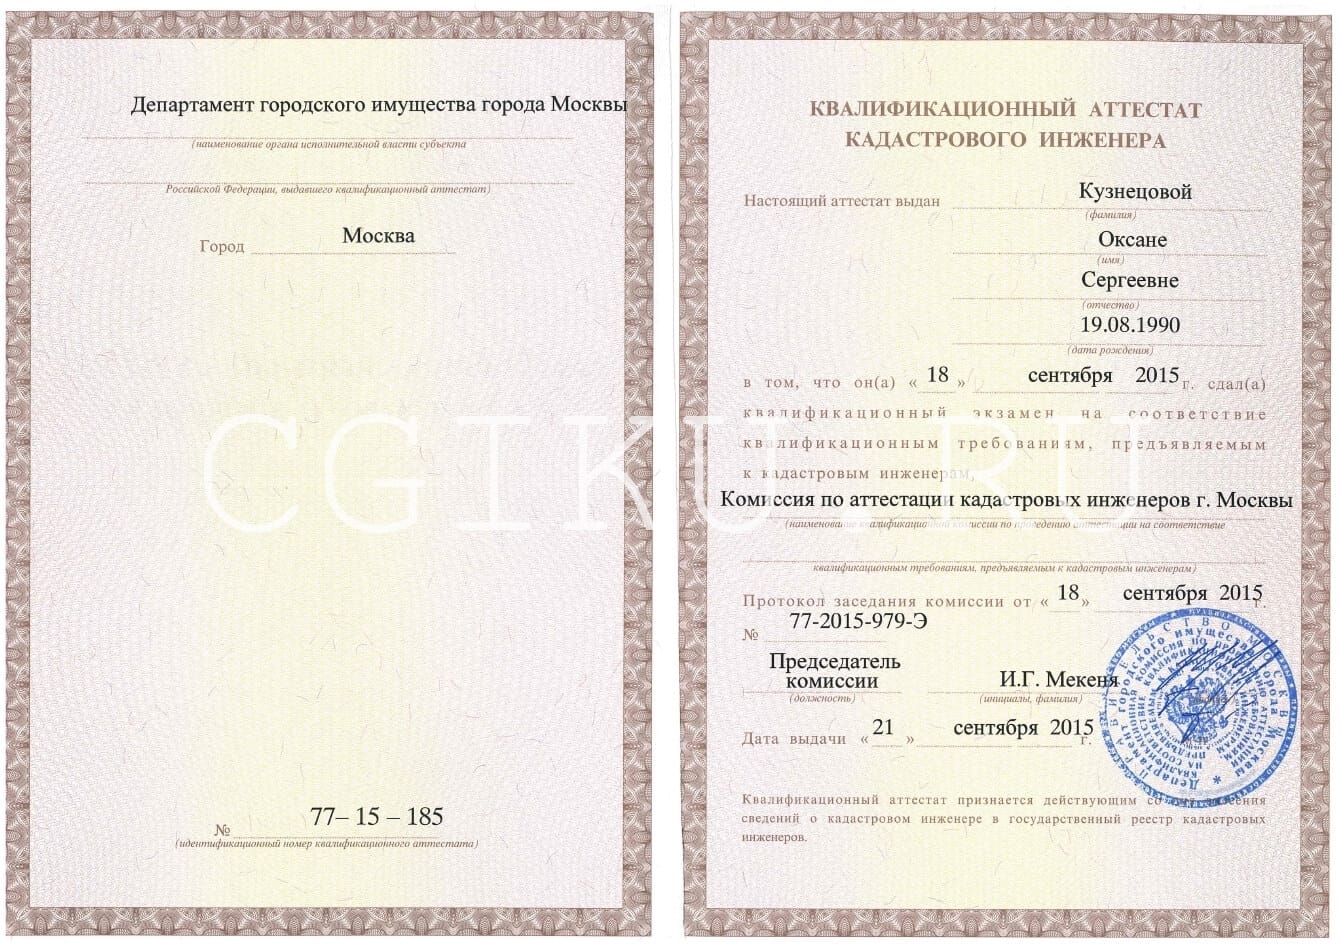 Департамент городского имущества города Москвы
(наименование органа исполнительной власти субъекта
Российской Федерации, выдавшего квалификационный аттестат)
Город Москва
№ 77– 15 – 185
(идентификационный номер квалификационного аттестата)
КВАЛИФИКАЦИОННЫЙ АТТЕСТАТ
КАДАСТРОВОГО ИНЖЕНЕРА
Настоящий аттестат выдан Кузнецовой
(фамилия)
Оксане
(имя)
Сергеевне
(отчество)
19.08.1990
(дата рождения)
в том, что он(а) « 18 » сентября 2015 г. сдал(а)
квалификационный экзамен на соответствие
квалификационным требованиям, предъявляемым
к кадастровым инженерам,
Комиссия по аттестации кадастровых инженеров г. Москвы
(наименование квалификационной комиссии по проведению аттестации на соответствие
квалификационным требованиям, предъявляемым к кадастровым инженерам)
Протокол заседания комиссии от « 18 » сентября 2015 г.
№ 77-2015-979-Э
Председатель
комиссии И.Г. Мекеня
(должность) (инициалы, фамилия)
Дата выдачи « 21 » сентября 2015 г.
Квалификационный аттестат признается действующим со дня внесения
сведений о кадастровом инженере в государственный реестр кадастровых
инженеров.
CGIKU.RU